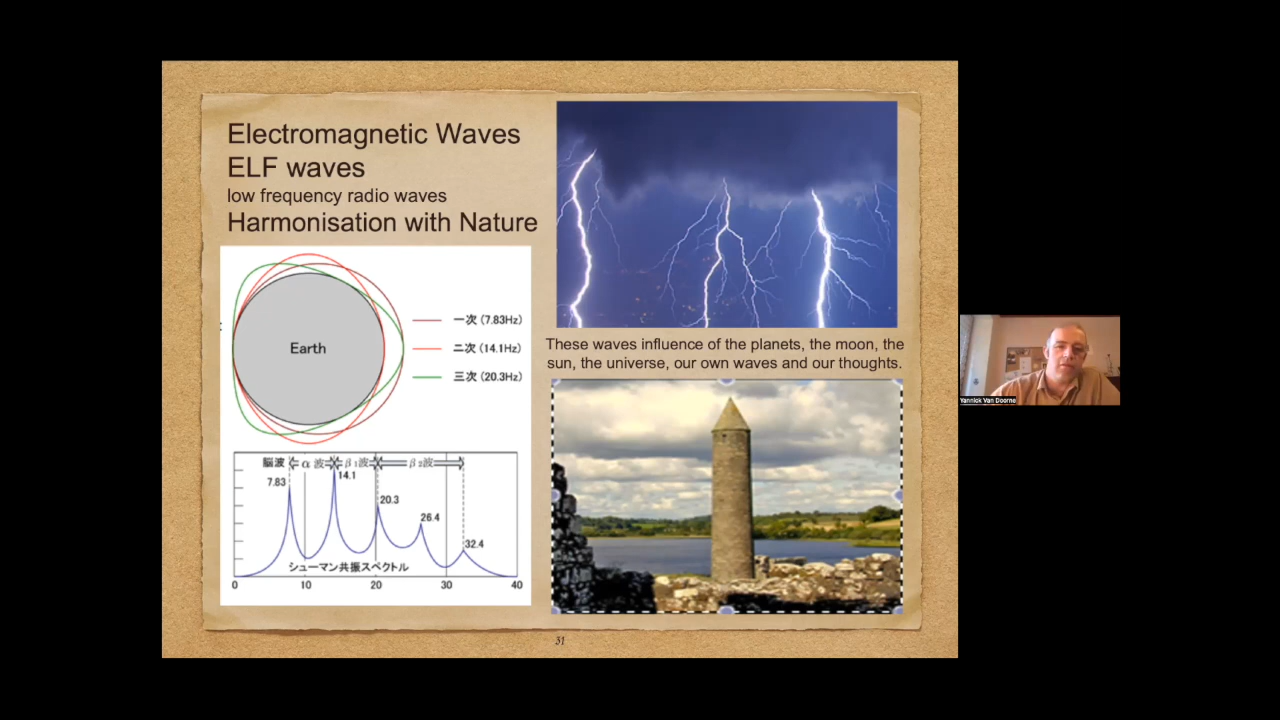 Electromagnetic Waves
ELF waves
low frequency radio waves
Harmonisation with Nature
Earth
一次 (7.83Hz)
二次 (14.1Hz)
三次 (20.3Hz)
脳波 α 波 β1波 β2波
7.83
14.1
20.3
26.4
32.4
シューマン共振スペクトル
0 10 20 30 40
These waves influence of the planets, the moon, the
sun, the universe, our own waves and our thoughts.
31
Yannick Van Doorne